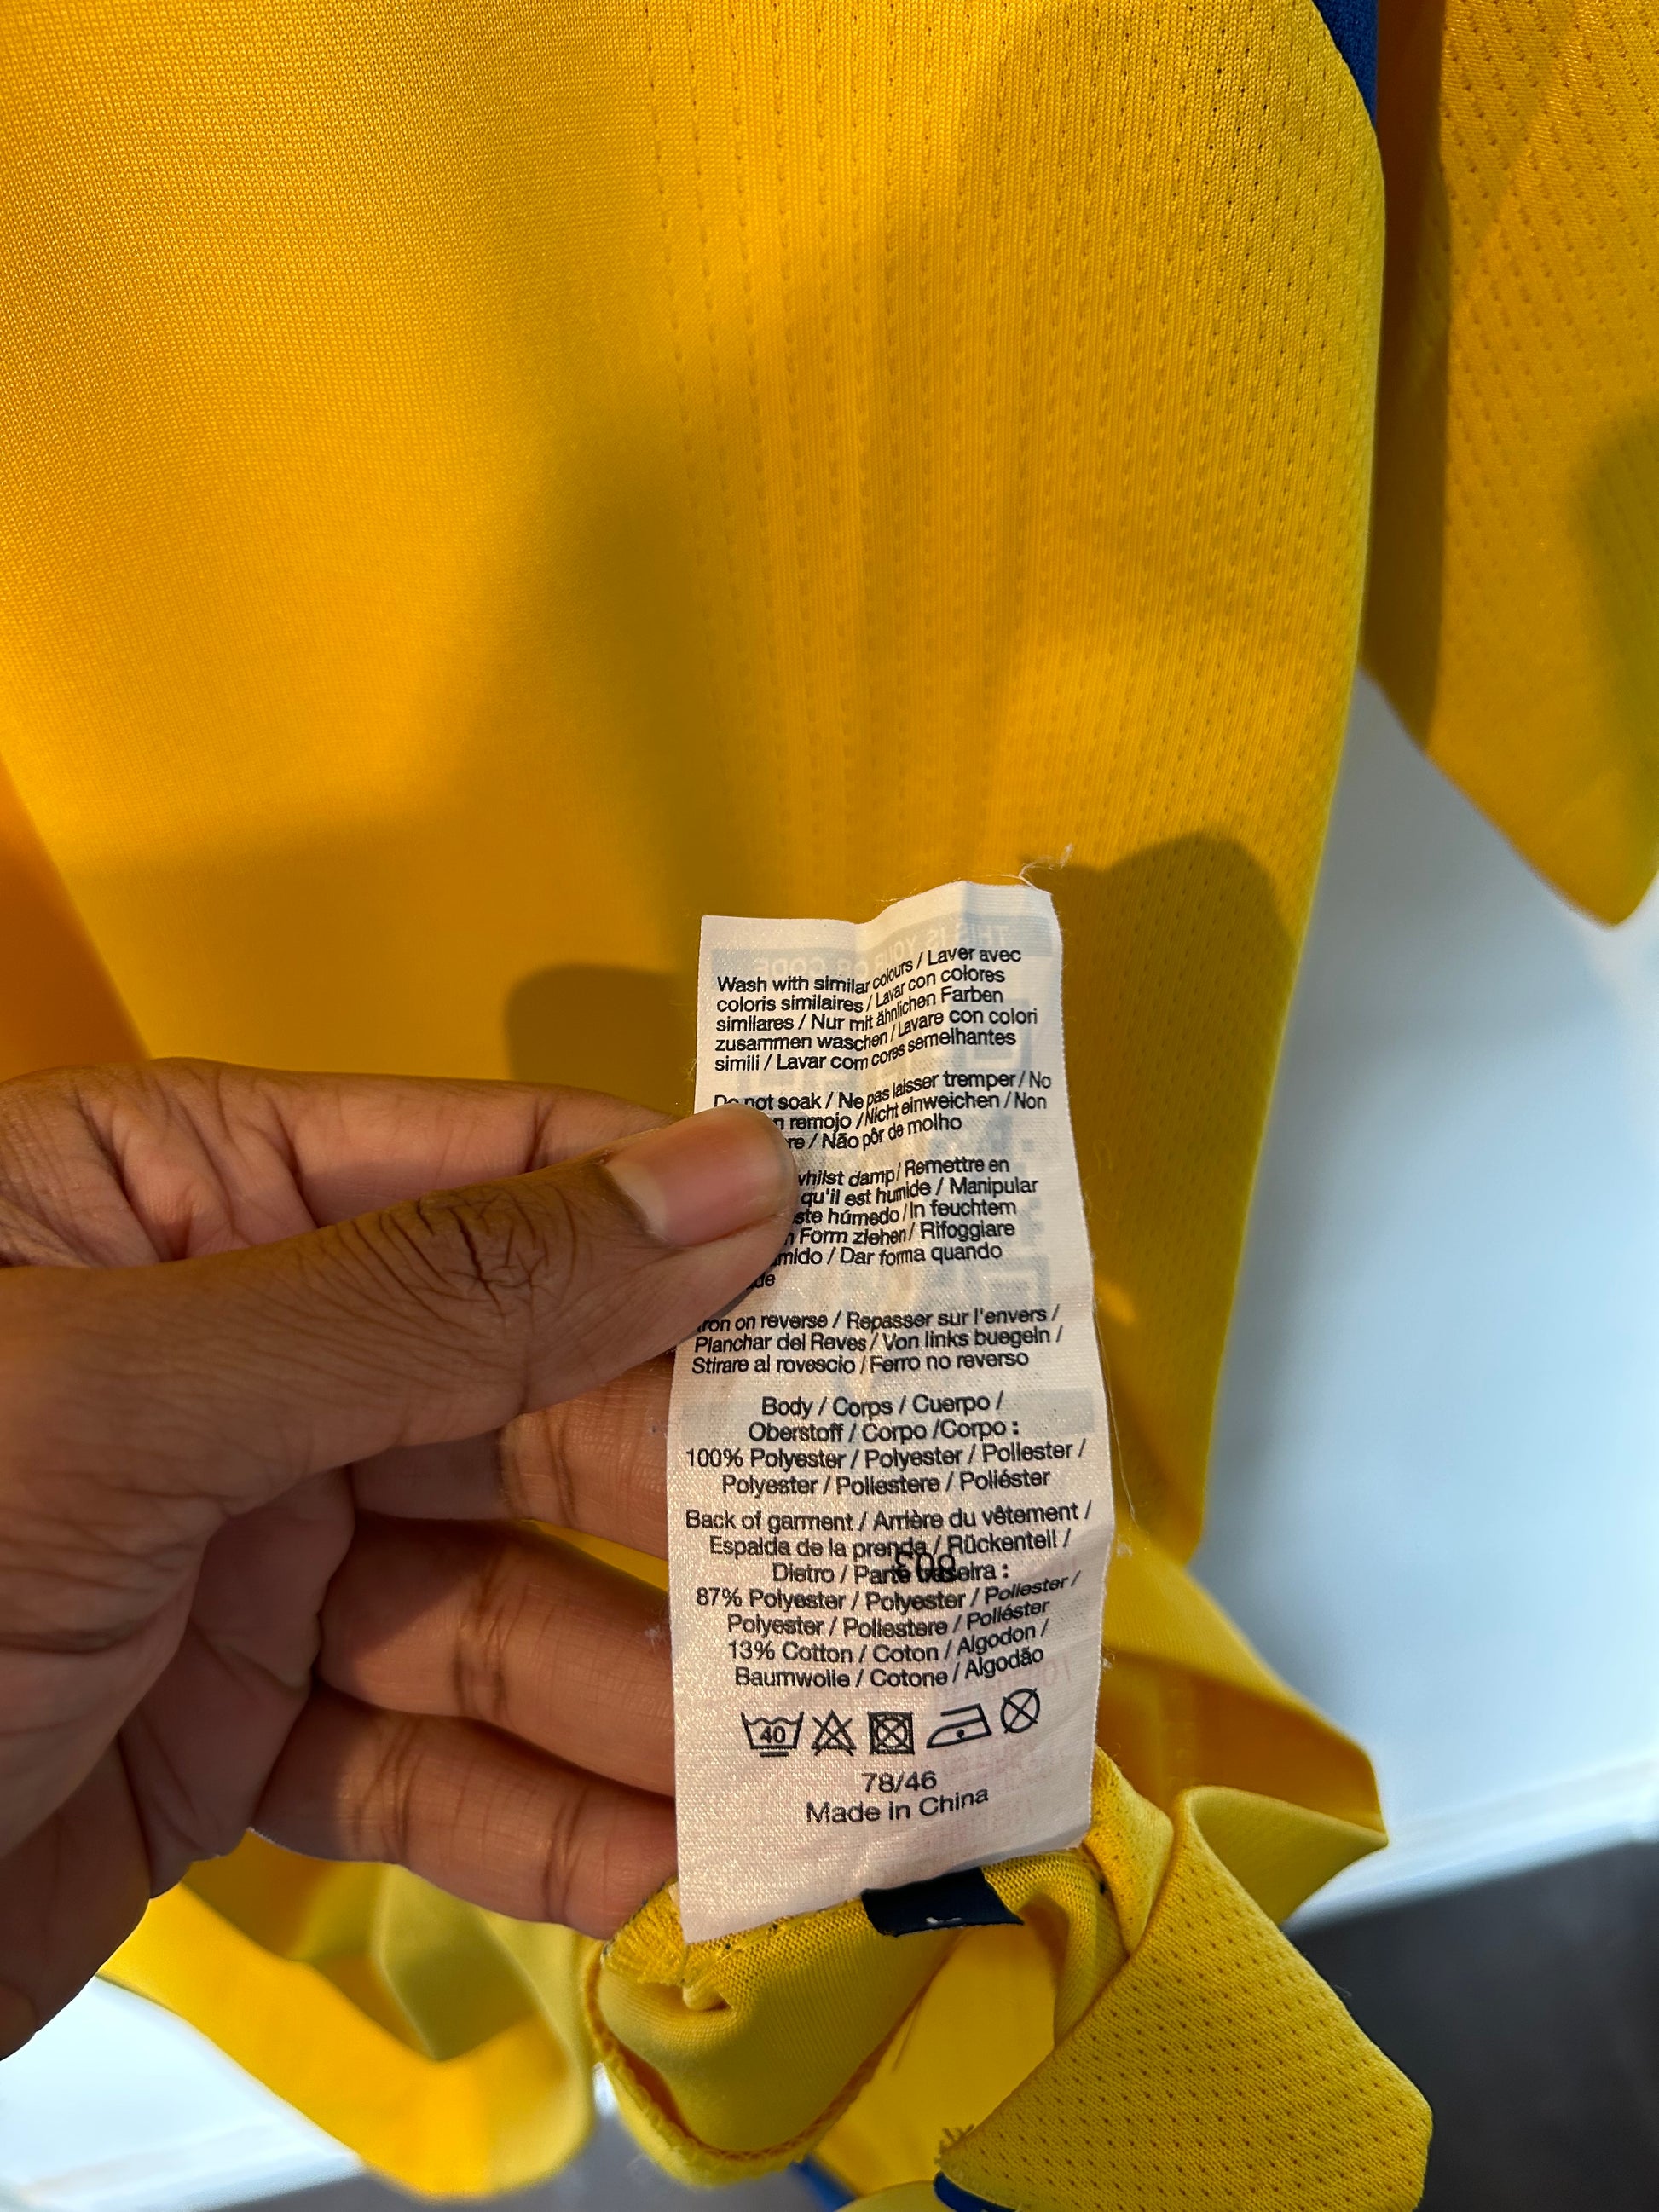 Wash with similar colours / Laver avec
coloris similaires / Lavar con colores
similares / Nur mit ähnlichen Farben
zusammen waschen / Lavare con colori
simili / Lavar com cores semelhantes
not soak / Ne pas laisser tremper / No
remojo / Nicht einweichen / Non
/ Não pôr de molho
whilst damp / Remettre en
qu'il est humide / Manipular
húmedo / In feuchtem
Form ziehen / Rifoggiare
/ Dar forma quando
on reverse / Repasser sur l'envers /
Planchar del Reves / Von links buegeln /
Stirare al rovescio / Ferro no reverso
Body / Corps / Cuerpo /
Oberstoff / Corpo /Corpo :
100% Polyester / Polyester / Poliester /
Polyester / Poliestere / Poliéster
Back of garment / Arrière du vêtement /
Espalda de la prenda / Rückenteil /
Dietro / Parte traseira :
87% Polyester / Polyester / Poliester /
Polyester / Poliestere / Poliéster
13% Cotton / Coton / Algodon /
Baumwolle / Cotone / Algodão
40
78/46
Made in China